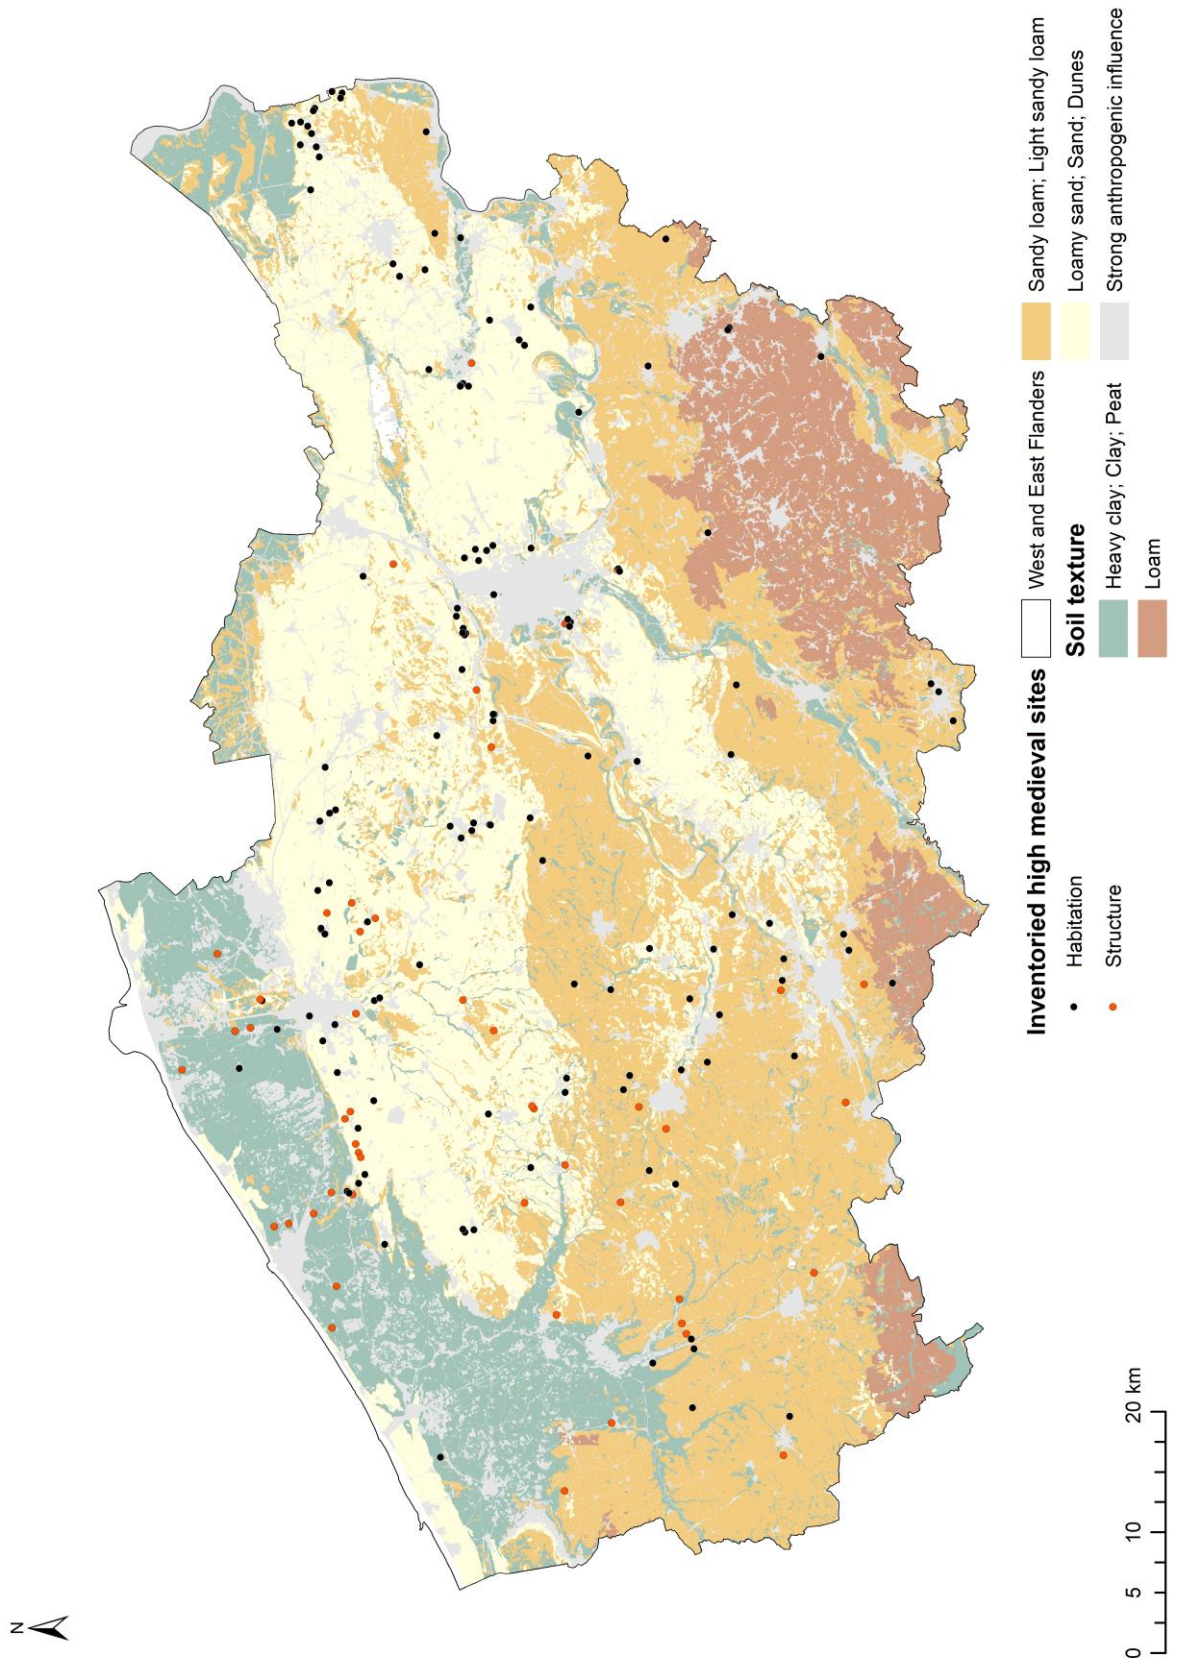 N
0 5 10 20 km
Inventoried high medieval sites
Habitation
Structure
West and East Flanders
Soil texture
Heavy clay; Clay; Peat
Loam
Sandy loam; Light sandy loam
Loamy sand; Sand; Dunes
Strong anthropogenic influence